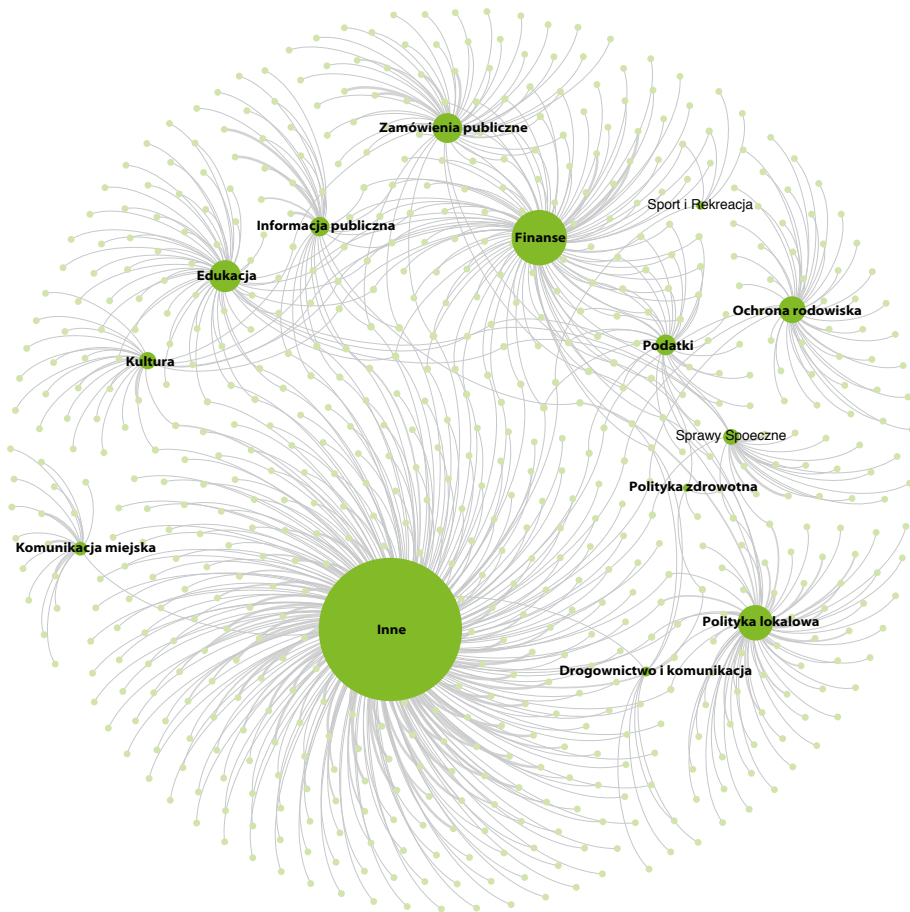 Zamówienia publiczne
Sport i Rekreacja
Informacja publiczna
Finanse
Edukacja
Ochrona rodowiska
Podatki
Kultura
Sprawy Spoeczne
Polityka zdrowotna
Komunikacja miejska
Polityka lokalowa
Inne
Drogownictwo i komunikacja